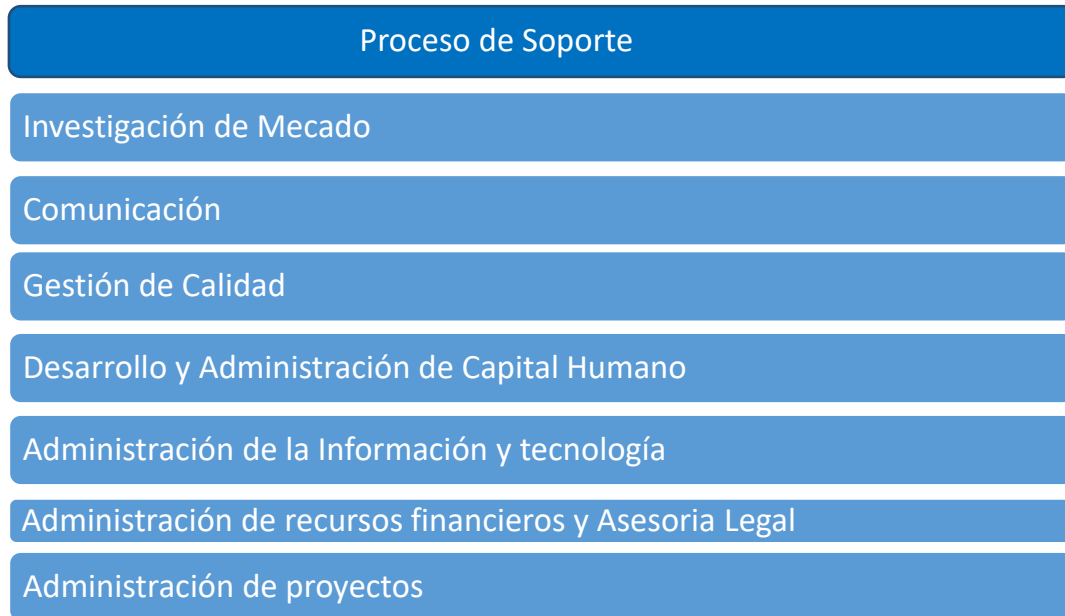 Proceso de Soporte
Investigación de Mecado
Comunicación
Gestión de Calidad
Desarrollo y Administración de Capital Humano
Administración de la Información y tecnología
Administración de recursos financieros y Asesoria Legal
Administración de proyectos